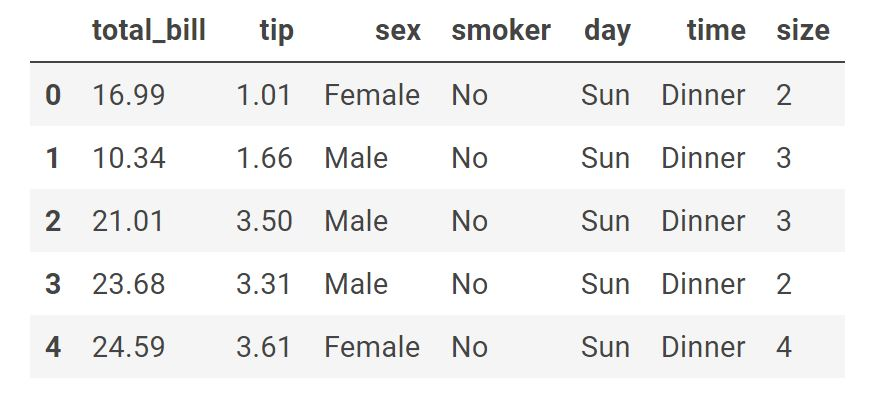 total_bill tip sex smoker day time size
0 16.99 1.01 Female No Sun Dinner 2
1 10.34 1.66 Male No Sun Dinner 3
2 21.01 3.50 Male No Sun Dinner 3
3 23.68 3.31 Male No Sun Dinner 2
4 24.59 3.61 Female No Sun Dinner 4